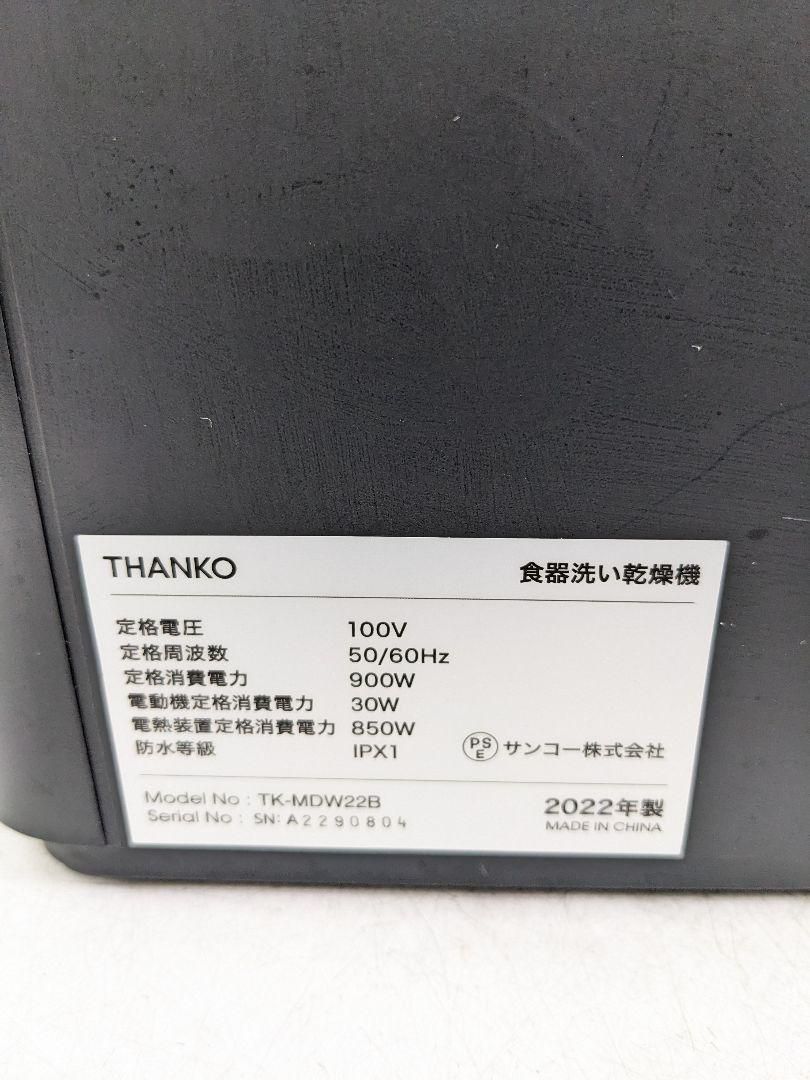 THANKO 食器洗い乾燥機
定格電圧 100V
定格周波数 50/60Hz
定格消費電力 900W
電動機定格消費電力 30W
電熱装置定格消費電力 850W
防水等級 IPX1 PSE サンコー株式会社
Model No : TK-MDW22B 2022年製
Serial No : SN: A2290804 MADE IN CHINA